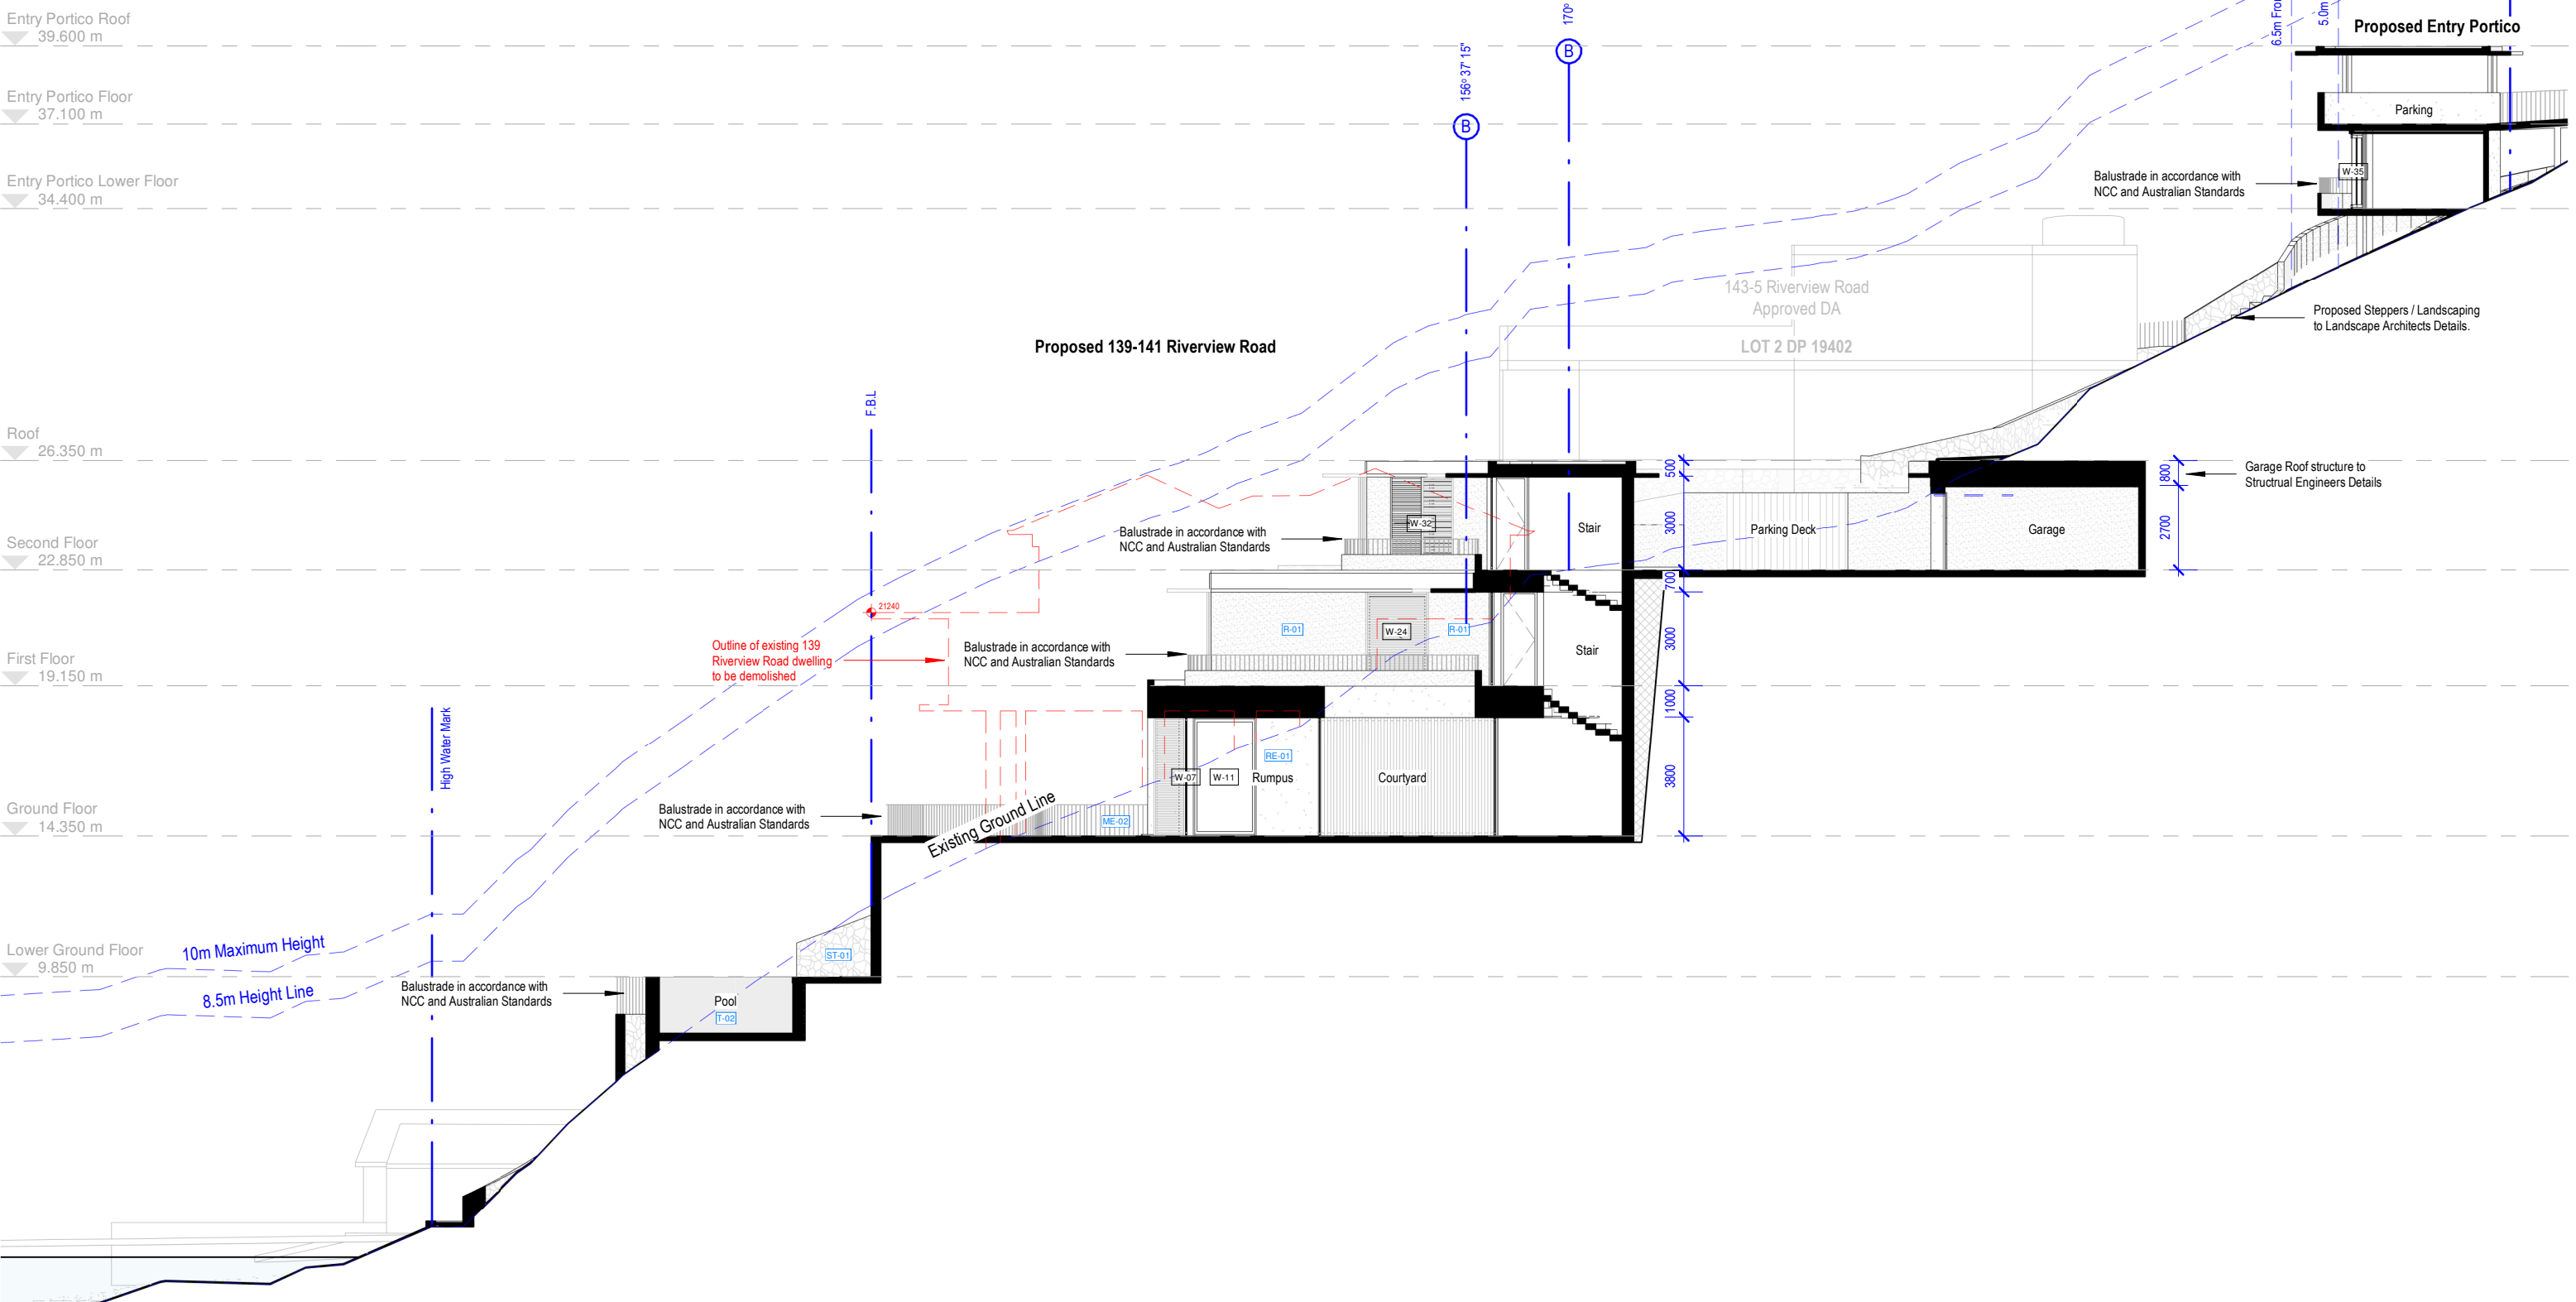 Entry Portico Roof
39.600 m
Entry Portico Floor
37.100 m
Entry Portico Lower Floor
34.400 m
Roof
26.350 m
Second Floor
22.850 m
First Floor
19.150 m
Ground Floor
14.350 m
Lower Ground Floor
9.850 m
10m Maximum Height
8.5m Height Line
High Water Mark
F.B.L
156° 37' 15"
B
170°
B
6.5m
5.0m
Proposed Entry Portico
Parking
W-35
Balustrade in accordance with
NCC and Australian Standards
Proposed Steppers / Landscaping
to Landscape Architects Details.
143-5 Riverview Road
Approved DA
LOT 2 DP 19402
Proposed 139-141 Riverview Road
Garage Roof structure to
Structrual Engineers Details
800
2700
500
3000
700
3000
1000
3800
W-32
Stair
Parking Deck
Garage
Balustrade in accordance with
NCC and Australian Standards
21240
Outline of existing 139
Riverview Road dwelling
to be demolished
Balustrade in accordance with
NCC and Australian Standards
R-01
W-24
R-01
Stair
RE-01
W-07
W-11
Rumpus
Courtyard
Balustrade in accordance with
NCC and Australian Standards
ME-02
Existing Ground Line
ST-01
Balustrade in accordance with
NCC and Australian Standards
Pool
T-02